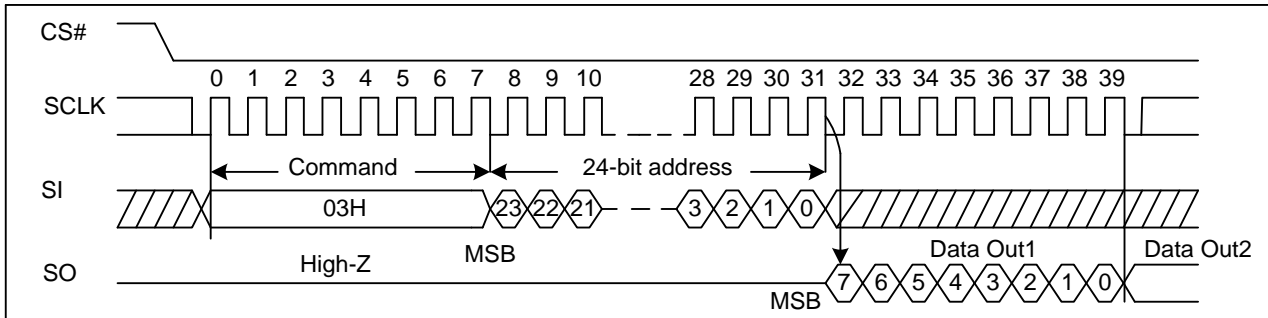 CS#
0 1 2 3 4 5 6 7 8 9 10 28 29 30 31 32 33 34 35 36 37 38 39
SCLK
Command 24-bit address
SI 03H 23 22 21 3 2 1 0
High-Z MSB Data Out1 Data Out2
SO MSB 7 6 5 4 3 2 1 0